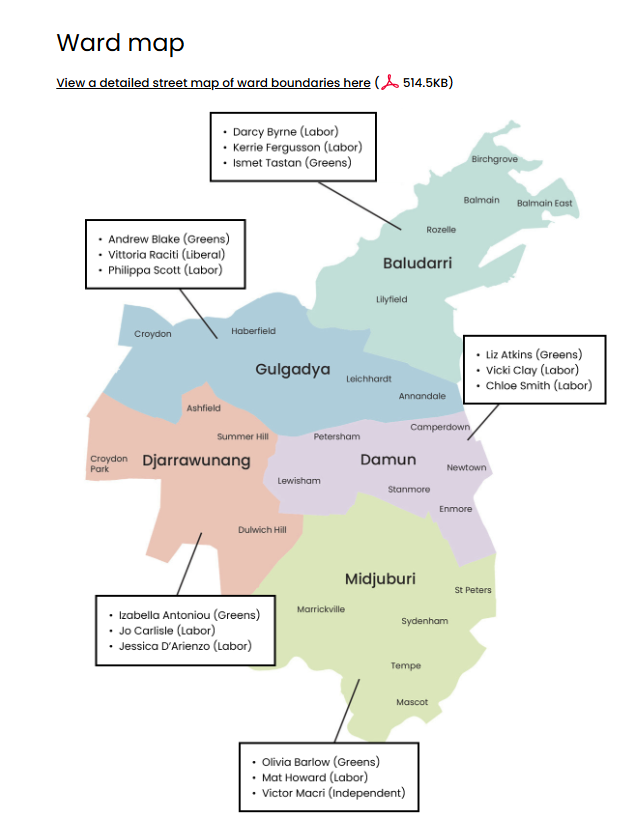 Ward map
View a detailed street map of ward boundaries here ( 514.5KB)
• Darcy Byrne (Labor)
• Kerrie Fergusson (Labor)
• Ismet Tastan (Greens)
Birchgrove
Balmain
Balmain East
Rozelle
Baludarri
Lilyfield
• Andrew Blake (Greens)
• Vittoria Raciti (Liberal)
• Philippa Scott (Labor)
Croydon
Haberfield
Gulgadya
Leichhardt
Annandale
• Liz Atkins (Greens)
• Vicki Clay (Labor)
• Chloe Smith (Labor)
Ashfield
Summer Hill
Croydon
Park
Djarrawunang
Dulwich Hill
Camperdown
Petersham
Damun
Newtown
Lewisham
Stanmore
Enmore
• Izabella Antoniou (Greens)
• Jo Carlisle (Labor)
• Jessica D'Arienzo (Labor)
Midjuburi
St Peters
Marrickville
Sydenham
Tempe
Mascot
• Olivia Barlow (Greens)
• Mat Howard (Labor)
• Victor Macri (Independent)